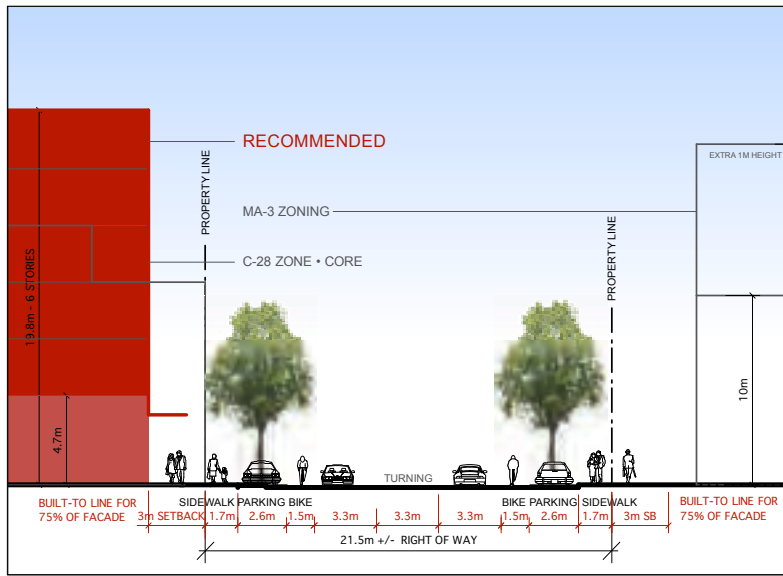 RECOMMENDED
EXTRA 1M HEIGHT
PROPERTY LINE
MA-3 ZONING
C-28 ZONE • CORE
PROPERTY LINE
19.8m - 6 STORIES
4.7m
10m
TURNING
BUILT-TO LINE FOR
75% OF FACADE
SIDEWALK PARKING BIKE
BIKE PARKING SIDEWALK
BUILT-TO LINE FOR
75% OF FACADE
3m SETBACK 1.7m 2.6m 1.5m 3.3m 3.3m 3.3m 1.5m 2.6m 1.7m 3m SB
21.5m +/- RIGHT OF WAY